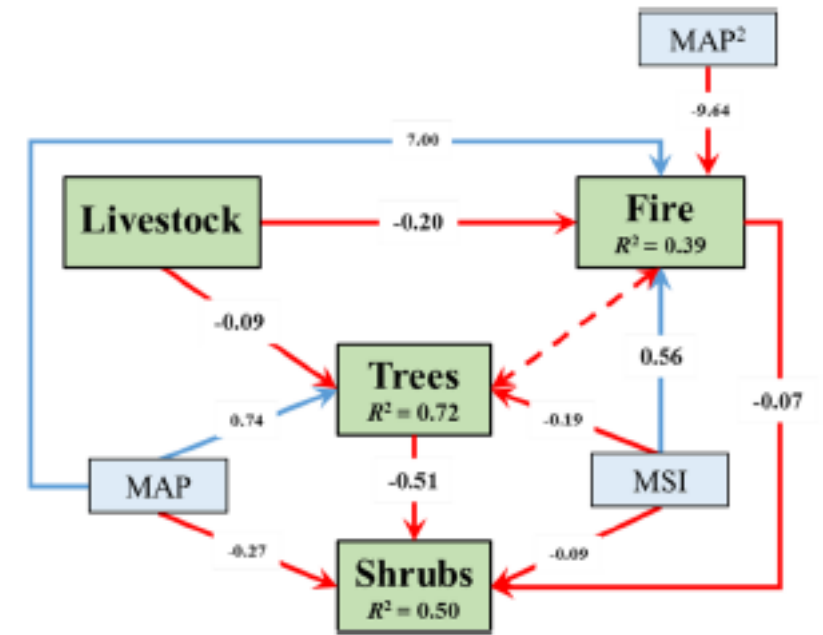 MAP²
-9.64
7.00
Livestock
-0.20
Fire
R² = 0.39
-0.09
Trees
R² = 0.72
0.56
-0.07
0.74
-0.19
MAP
-0.51
MSI
-0.27
-0.09
Shrubs
R² = 0.50